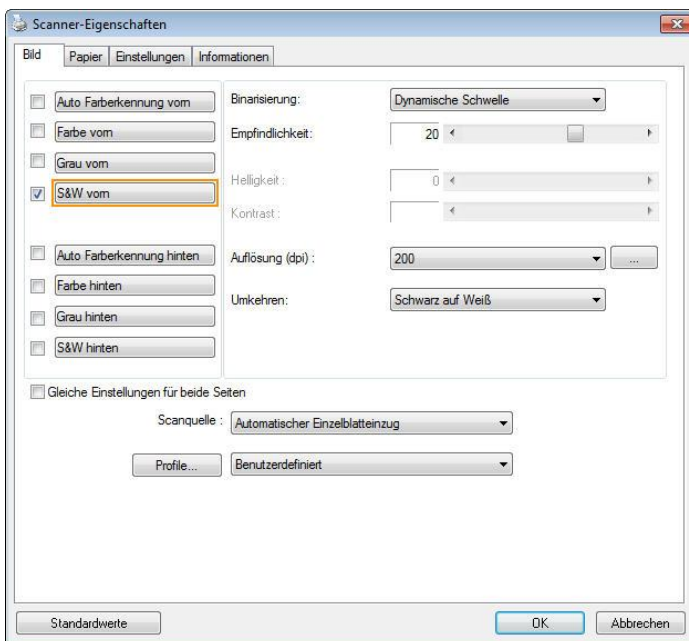 Scanner-Eigenschaften
Bild Papier Einstellungen Informationen
Auto Farberkennung vorn
Farbe vorn
Grau vorn
S&W vorn
Auto Farberkennung hinten
Farbe hinten
Grau hinten
S&W hinten
Binarisierung: Dynamische Schwelle
Empfindlichkeit: 20
Helligkeit : 0
Kontrast :
Auflösung (dpi) : 200 ...
Umkehren: Schwarz auf Weiß
Gleiche Einstellungen für beide Seiten
Scanquelle : Automatischer Einzelblatteinzug
Profile... Benutzerdefiniert
Standardwerte OK Abbrechen